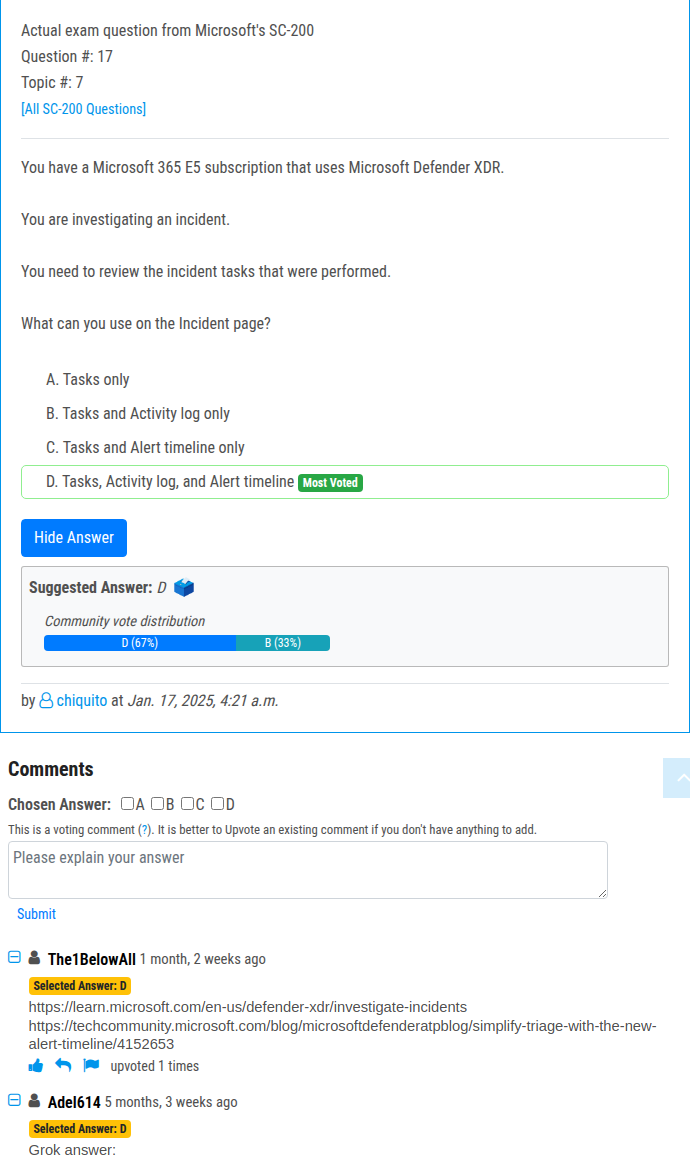 Actual exam question from Microsoft's SC-200
Question #: 17
Topic #: 7
[All SC-200 Questions]
You have a Microsoft 365 E5 subscription that uses Microsoft Defender XDR.
You are investigating an incident.
You need to review the incident tasks that were performed.
What can you use on the Incident page?
A. Tasks only
B. Tasks and Activity log only
C. Tasks and Alert timeline only
D. Tasks, Activity log, and Alert timeline Most Voted
Hide Answer
Suggested Answer: D
Community vote distribution
D (67%) B (33%)
by chiquito at Jan. 17, 2025, 4:21 a.m.
Comments
Chosen Answer: A B C D
This is a voting comment (?). It is better to Upvote an existing comment if you don't have anything to add.
Please explain your answer
Submit
The1BelowAll 1 month, 2 weeks ago
Selected Answer: D
https://learn.microsoft.com/en-us/defender-xdr/investigate-incidents
https://techcommunity.microsoft.com/blog/microsoftdefenderatpblog/simplify-triage-with-the-new-
alert-timeline/4152653
upvoted 1 times
Adel614 5 months, 3 weeks ago
Selected Answer: D
Grok answer: